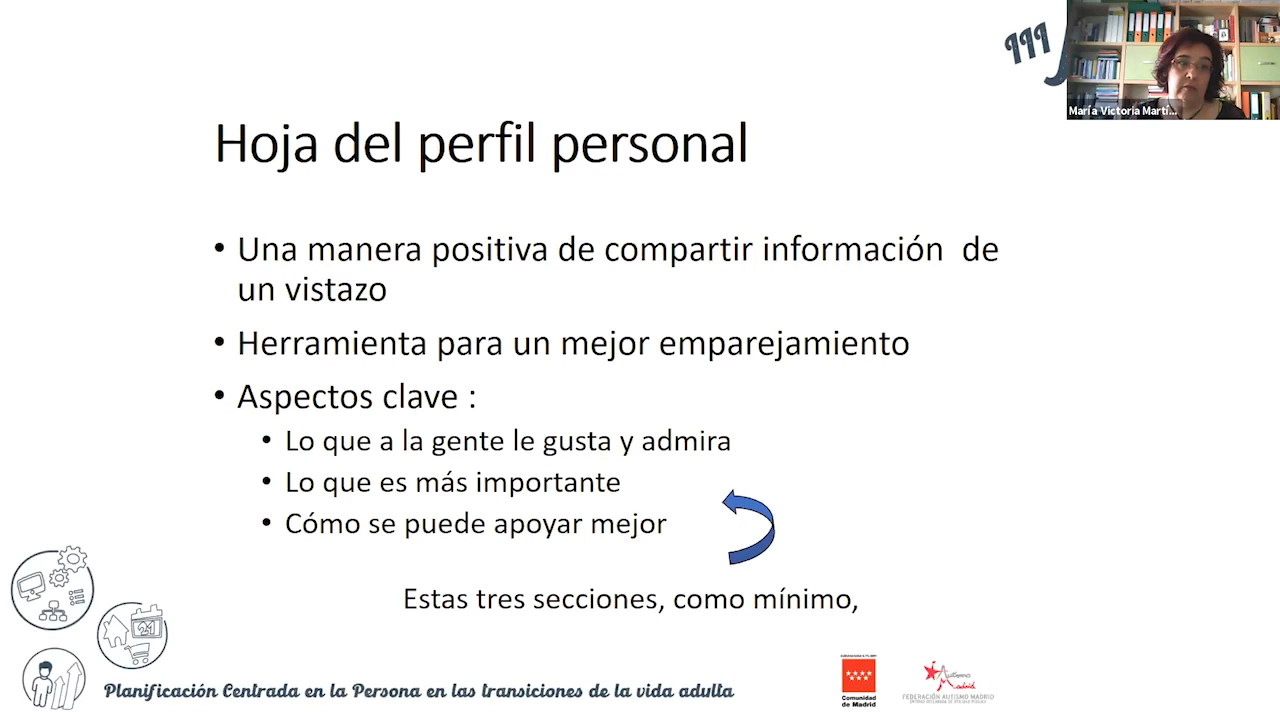 María Victoria Martí...
Hoja del perfil personal
• Una manera positiva de compartir información de
un vistazo
• Herramienta para un mejor emparejamiento
• Aspectos clave :
• Lo que a la gente le gusta y admira
• Lo que es más importante
• Cómo se puede apoyar mejor
Estas tres secciones, como mínimo,
21
Planificación Centrada en la Persona en las transiciones de la vida adulta
Comunidad
de Madrid
Autismo
Madrid
FEDERACIÓN AUTISMO MADRID